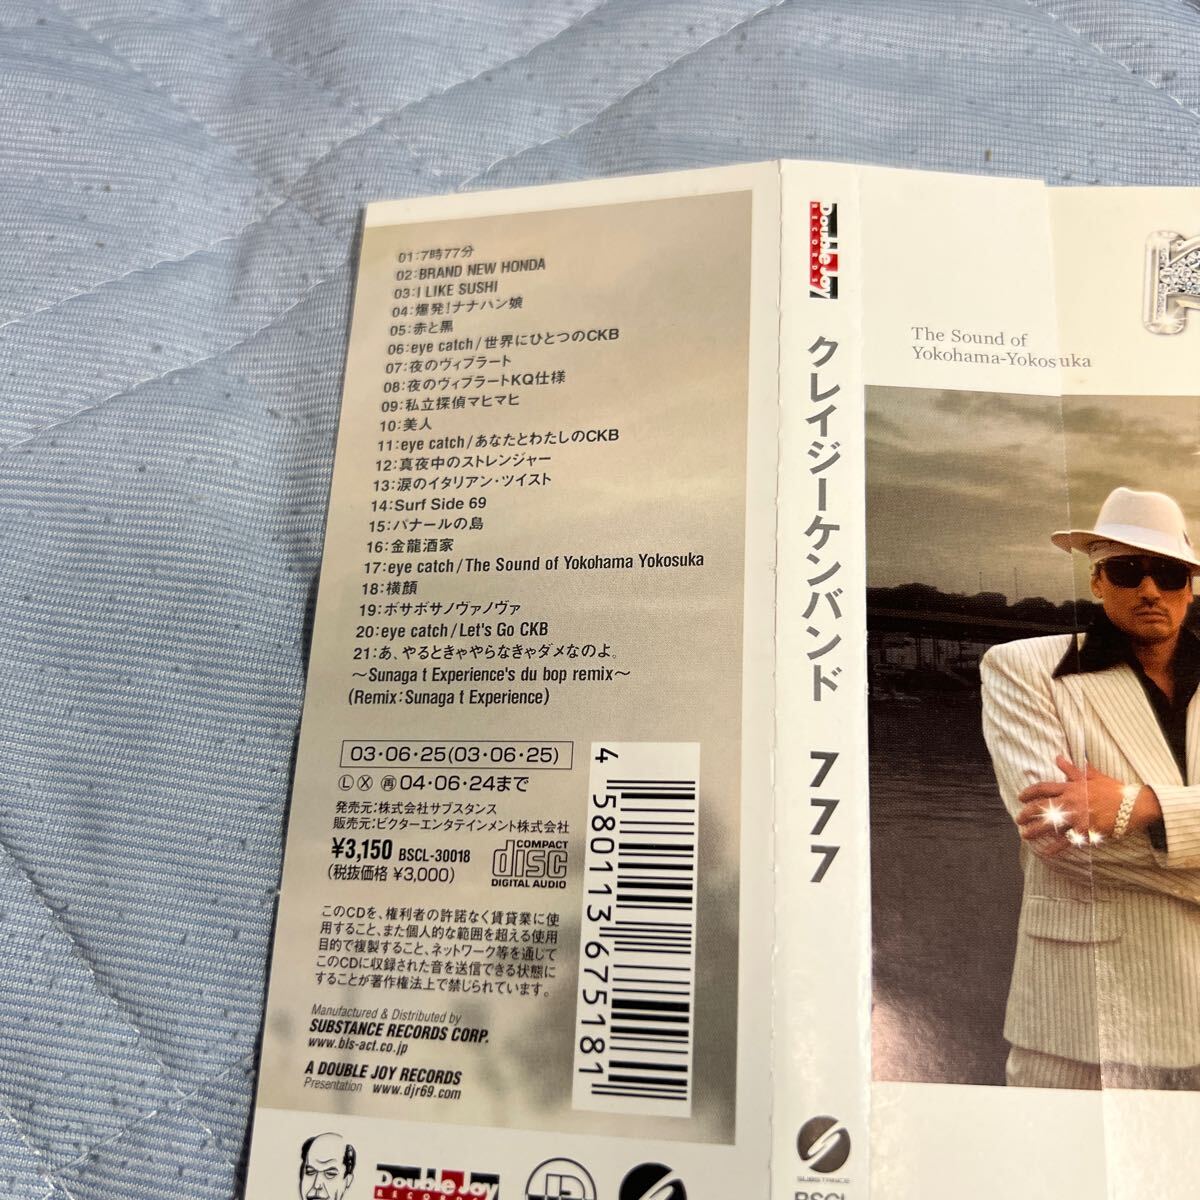 01:7時77分
02:BRAND NEW HONDA
03:I LIKE SUSHI
04:爆発!ナナハン娘
05:赤と黒
06:eye catch/世界にひとつのCKB
07:夜のヴィブラート
08:夜のヴィブラートKQ仕様
09:私立探偵マヒマヒ
10:美人
11:eye catch/あなたとわたしのCKB
12:真夜中のストレンジャー
13:涙のイタリアン・ツイスト
14:Surf Side 69
15:パナールの島
16:金龍酒家
17:eye catch/The Sound of Yokohama Yokosuka
18:横顔
19:ボサボサノヴァノヴァ
20:eye catch/Let's Go CKB
21:あ、やるときゃやらなきゃダメなのよ。
〜Sunaga t Experience's du bop remix〜
(Remix:Sunaga t Experience)
03・06・25(03・06・25)
Ⓛ Ⓧ 再 04・06・24まで
発売元:株式会社サブスタンス
販売元:ビクターエンタテインメント株式会社
¥3,150 BSCL-30018
(税抜価格 ¥3,000)
COMPACT
disc
DIGITAL AUDIO
このCDを、権利者の許諾なく賃貸業に使
用すること、また個人的な範囲を超える使用
目的で複製すること、ネットワーク等を通じて
このCDに収録された音を送信できる状態に
することが著作権法上で禁じられています。
Manufactured & Distributed by
SUBSTANCE RECORDS CORP.
www.bls-act.co.jp
A DOUBLE JOY RECORDS
Presentation www.djr69.com
4 580113 675181
Double Joy
RECORDS
Double Joy
RECORDS
クレイジーケンバンド 777
SUBSTANCE
BSCL
The Sound of
Yokohama-Yokosuka